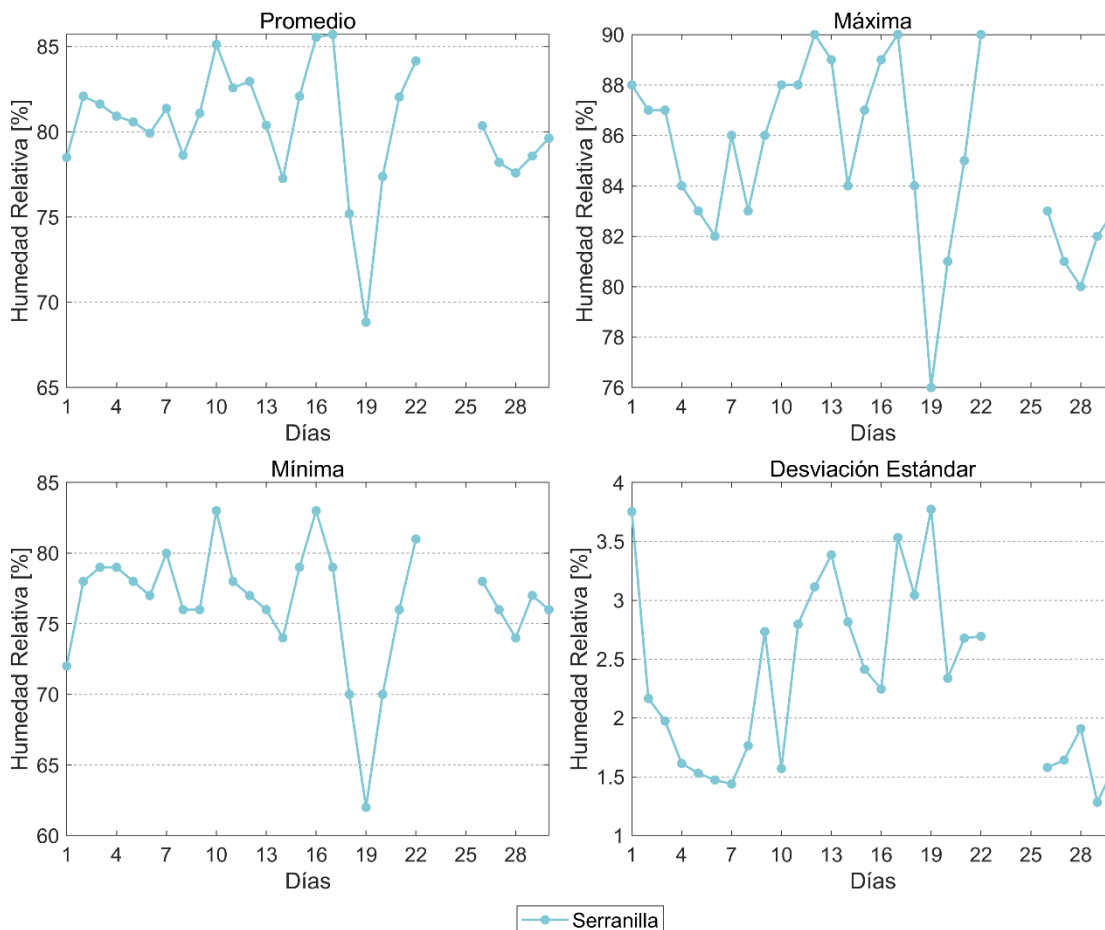 Promedio
Humedad Relativa [%]
85
80
75
70
65
1 4 7 10 13 16 19 22 25 28
Días
Máxima
Humedad Relativa [%]
90
88
86
84
82
80
78
76
1 4 7 10 13 16 19 22 25 28
Días
Mínima
Humedad Relativa [%]
85
80
75
70
65
60
1 4 7 10 13 16 19 22 25 28
Días
Desviación Estándar
Humedad Relativa [%]
4
3.5
3
2.5
2
1.5
1
1 4 7 10 13 16 19 22 25 28
Días
Serranilla